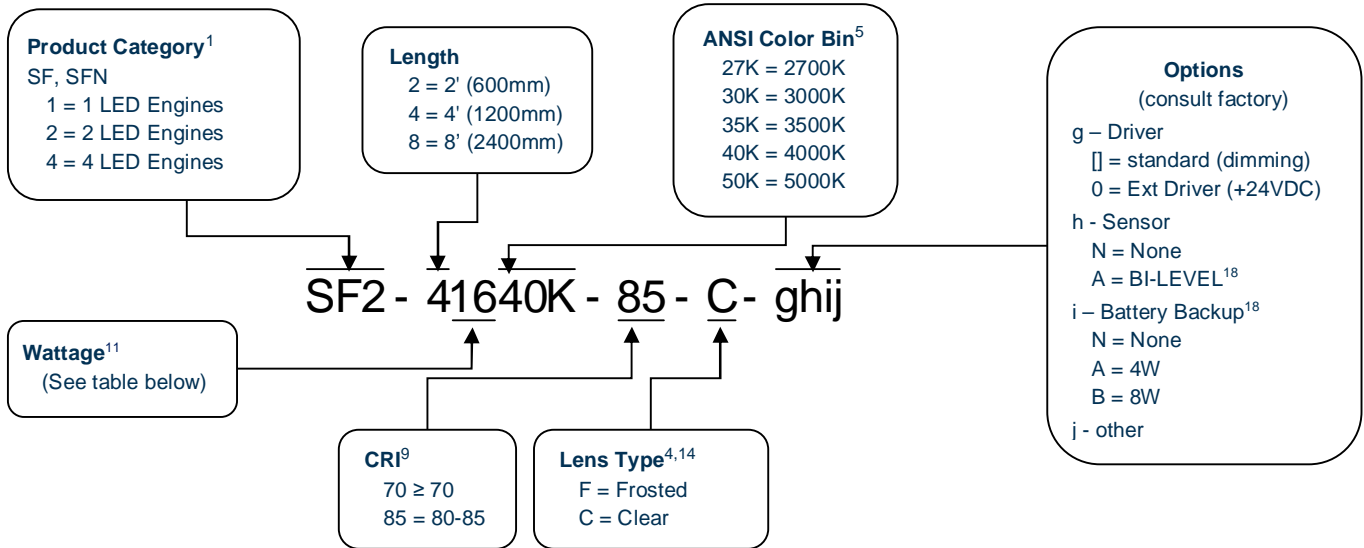 Product Category1
SF, SFN
1 = 1 LED Engines
2 = 2 LED Engines
4 = 4 LED Engines
Length
2 = 2' (600mm)
4 = 4' (1200mm)
8 = 8' (2400mm)
ANSI Color Bin5
27K = 2700K
30K = 3000K
35K = 3500K
40K = 4000K
50K = 5000K
Options
(consult factory)
g – Driver
[] = standard (dimming)
0 = Ext Driver (+24VDC)
h - Sensor
N = None
A = BI-LEVEL18
i – Battery Backup18
N = None
A = 4W
B = 8W
j - other
SF2 - 41640K - 85 - C - ghij
Wattage11
(See table below)
CRI9
70 ≥ 70
85 = 80-85
Lens Type4,14
F = Frosted
C = Clear